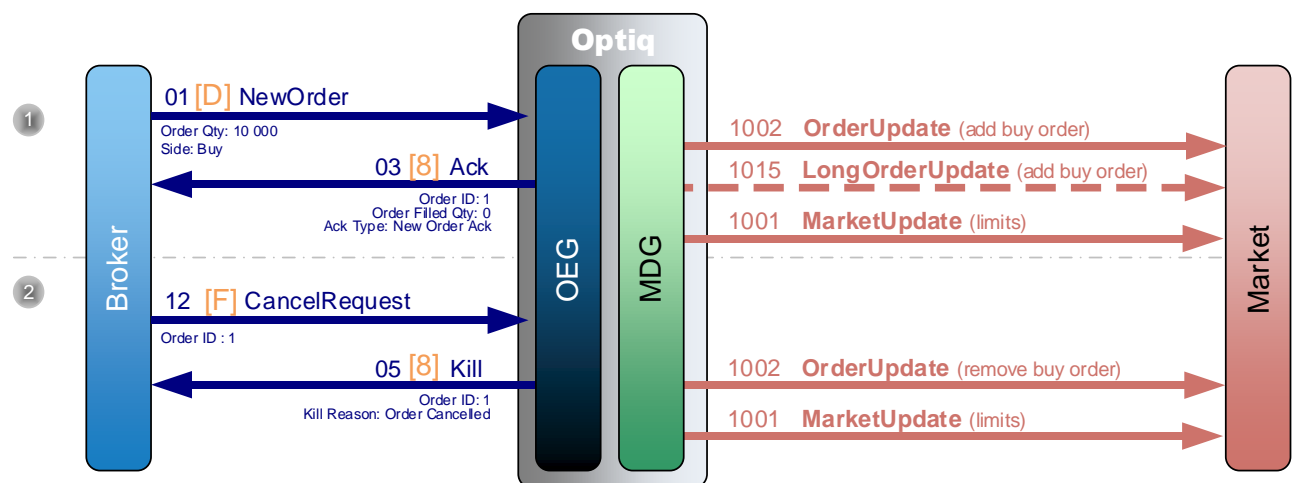 Optiq
1
Broker
OEG
MDG
Market
01 [D] NewOrder
Order Qty: 10 000
Side: Buy
03 [8] Ack
Order ID: 1
Order Filled Qty: 0
Ack Type: New Order Ack
1002 OrderUpdate (add buy order)
1015 LongOrderUpdate (add buy order)
1001 MarketUpdate (limits)
2
12 [F] CancelRequest
Order ID : 1
05 [8] Kill
Order ID: 1
Kill Reason: Order Cancelled
1002 OrderUpdate (remove buy order)
1001 MarketUpdate (limits)